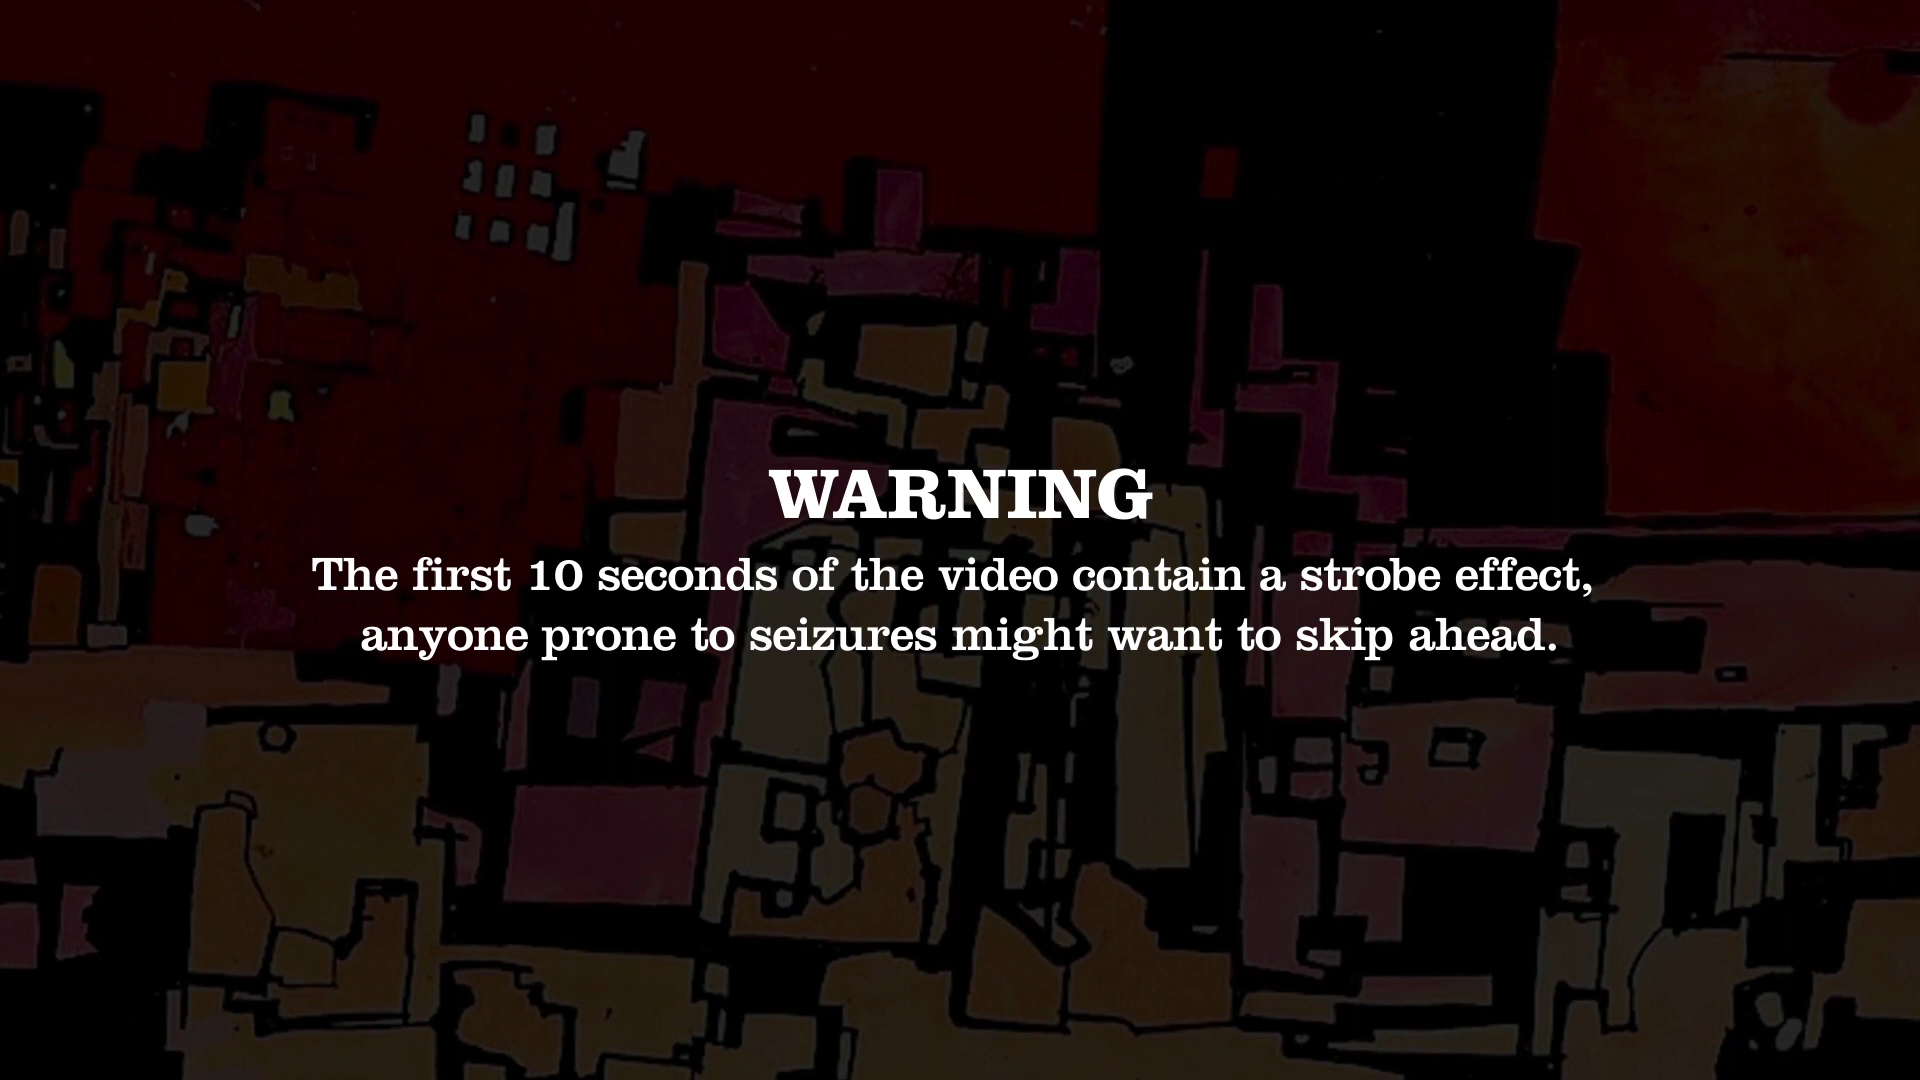 WARNING
The first 10 seconds of the video contain a strobe effect,
anyone prone to seizures might want to skip ahead.